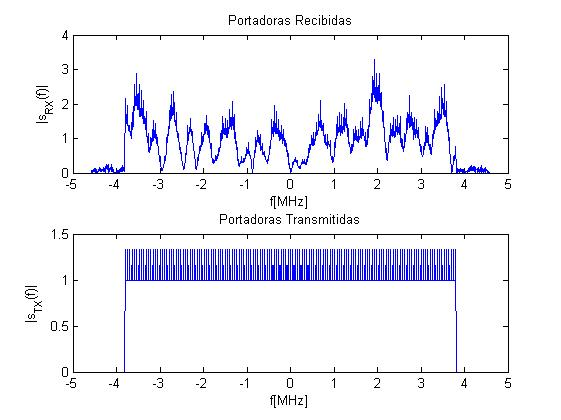 Portadoras Recibidas
|s_RX(f)|
4
3
2
1
0
-5 -4 -3 -2 -1 0 1 2 3 4 5
f[MHz]
Portadoras Transmitidas
|s_TX(f)|
1.5
1
0.5
0
-5 -4 -3 -2 -1 0 1 2 3 4 5
f[MHz]